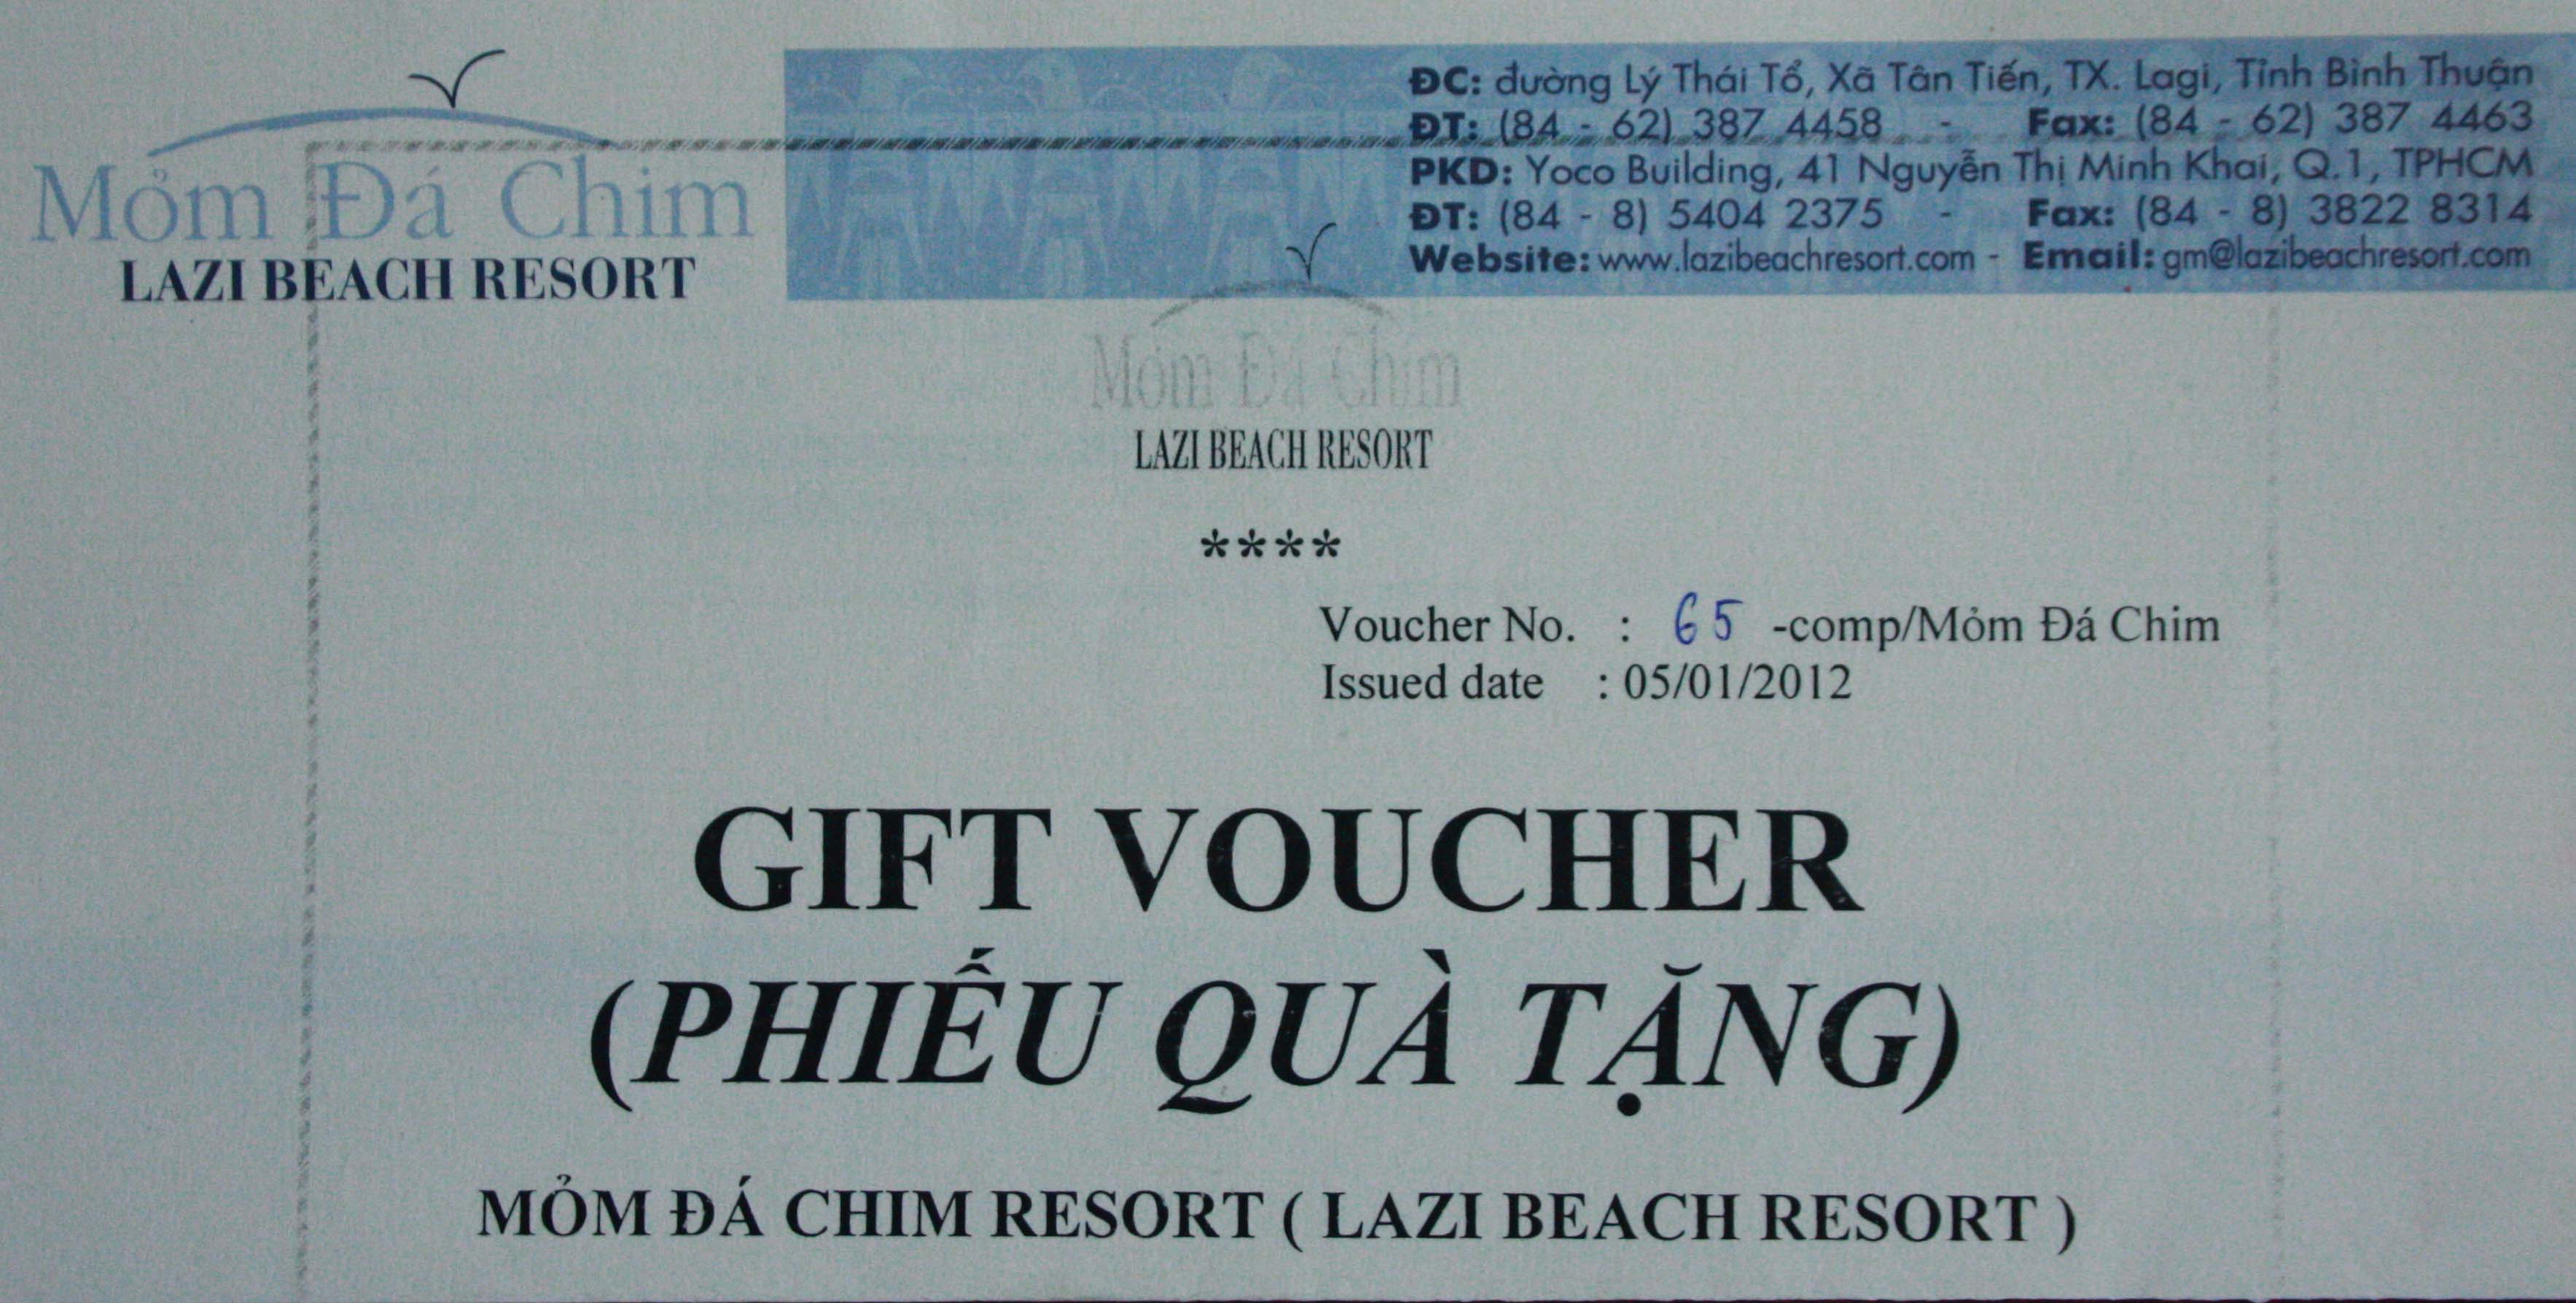 Mỏm Đá Chim
LAZI BEACH RESORT
ĐC: đường Lý Thái Tổ, Xã Tân Tiến, TX. Lagi, Tỉnh Bình Thuận
ĐT: (84 - 62) 387 4458 - Fax: (84 - 62) 387 4463
PKD: Yoco Building, 41 Nguyễn Thị Minh Khai, Q.1, TPHCM
ĐT: (84 - 8) 5404 2375 - Fax: (84 - 8) 3822 8314
Website: www.lazibeachresort.com - Email: gm@lazibeachresort.com
Mỏm Đá Chim
LAZI BEACH RESORT
****
Voucher No. : 65 -comp/Mỏm Đá Chim
Issued date : 05/01/2012
GIFT VOUCHER
(PHIẾU QUÀ TẶNG)
MỎM ĐÁ CHIM RESORT ( LAZI BEACH RESORT )